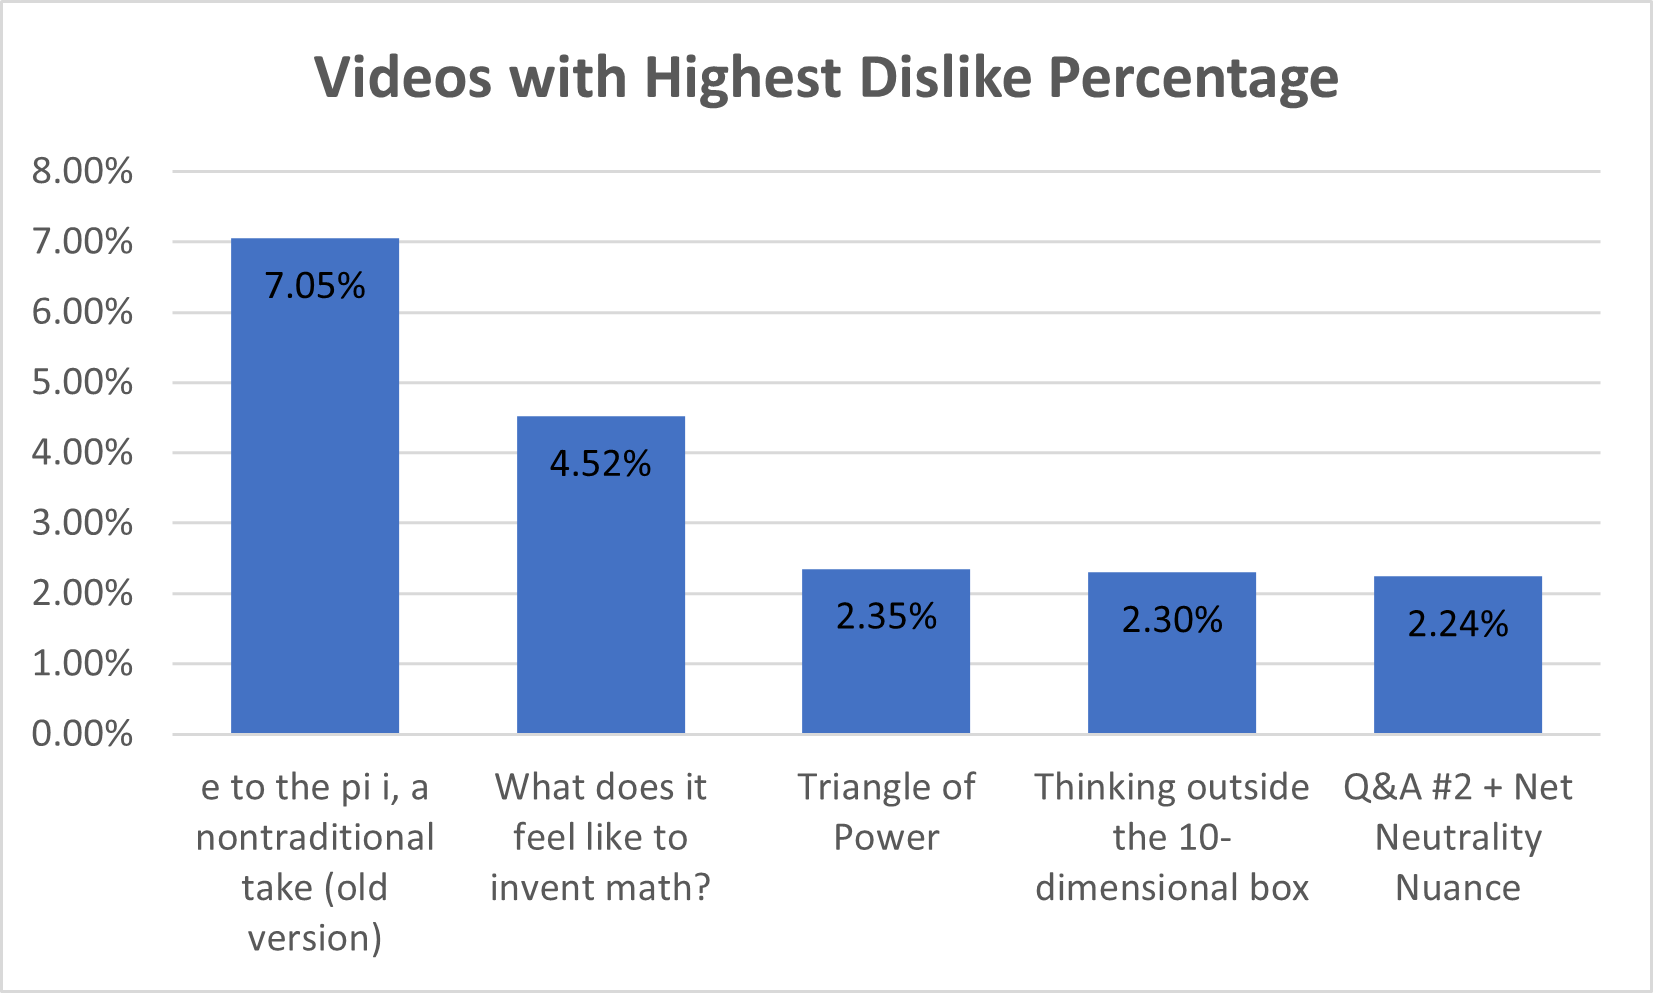 Videos with Highest Dislike Percentage
8.00%
7.00%
6.00%
5.00%
4.00%
3.00%
2.00%
1.00%
0.00%
7.05%
4.52%
2.35%
2.30%
2.24%
e to the pi i, a
nontraditional
take (old
version)
What does it
feel like to
invent math?
Triangle of
Power
Thinking outside
the 10-
dimensional box
Q&A #2 + Net
Neutrality
Nuance